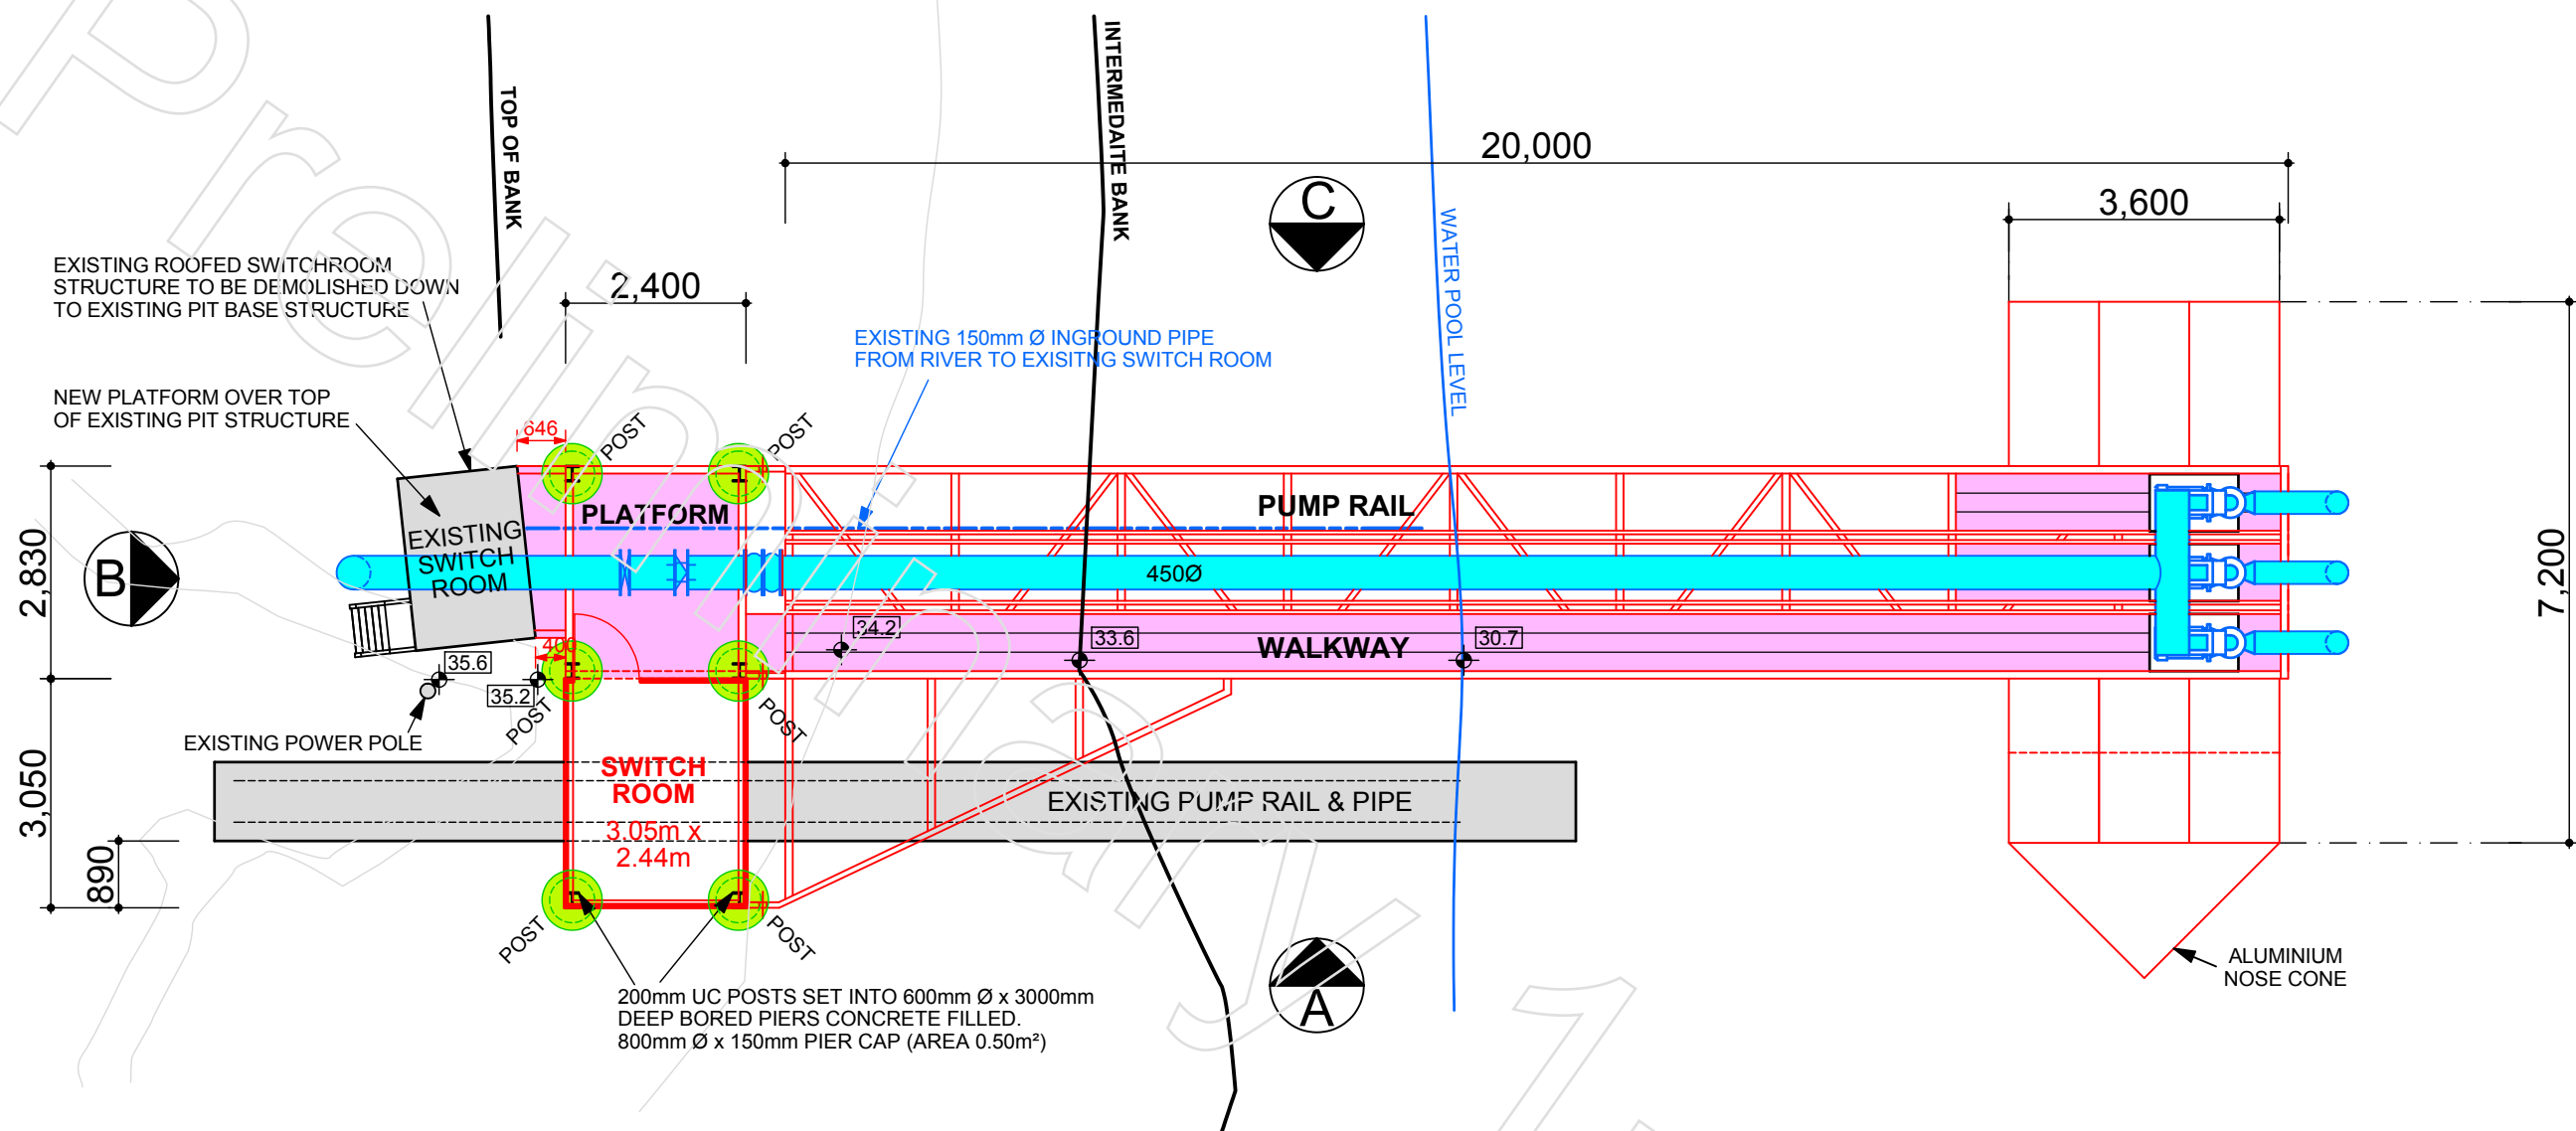 Preliminary 1
TOP OF BANK
INTERMEDAITE BANK
20,000
C
3,600
WATER POOL LEVEL
EXISTING ROOFED SWITCHROOM
STRUCTURE TO BE DEMOLISHED DOWN
TO EXISTING PIT BASE STRUCTURE
2,400
EXISTING 150mm Ø INGROUND PIPE
FROM RIVER TO EXISITNG SWITCH ROOM
NEW PLATFORM OVER TOP
OF EXISTING PIT STRUCTURE
646
POST
POST
PLATFORM
PUMP RAIL
EXISTING
SWITCH
ROOM
B
2,830
450Ø
7,200
34.2
33.6
30.7
WALKWAY
400
35.6
35.2
POST
POST
EXISTING POWER POLE
3,050
SWITCH
ROOM
3.05m x
2.44m
EXISTING PUMP RAIL & PIPE
890
POST
POST
200mm UC POSTS SET INTO 600mm Ø x 3000mm
DEEP BORED PIERS CONCRETE FILLED.
800mm Ø x 150mm PIER CAP (AREA 0.50m²)
A
ALUMINIUM
NOSE CONE